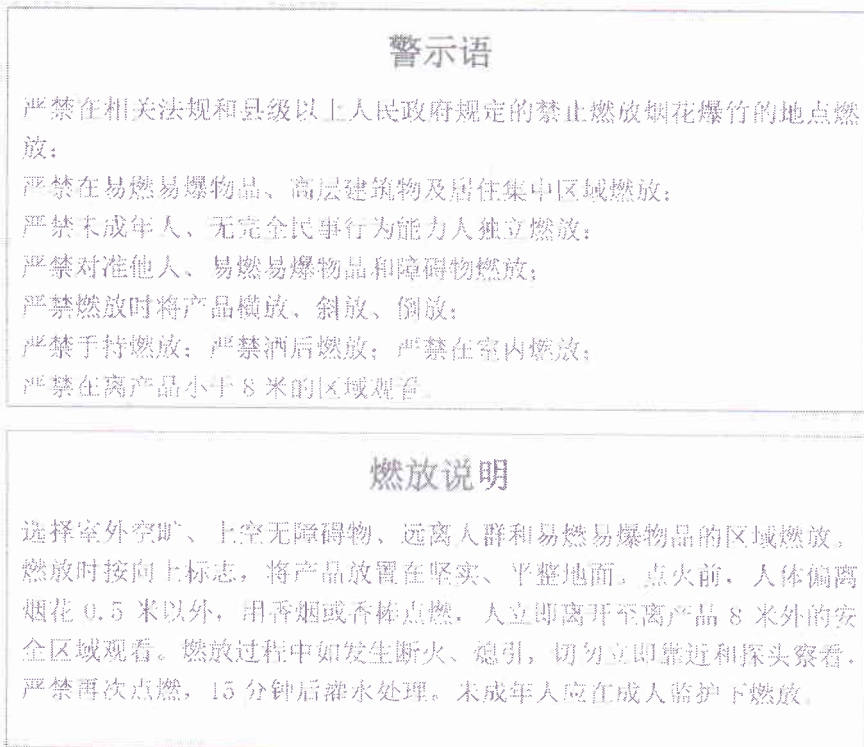 警示语
严禁在相关法规和县级以上人民政府规定的禁止燃放烟花爆竹的地点燃
放；
严禁在易燃易爆物品、高层建筑物及居住集中区域燃放；
严禁未成年人、无完全民事行为能力人独立燃放；
严禁对准他人、易燃易爆物品和障碍物燃放；
严禁燃放时将产品横放、斜放、倒放；
严禁手持燃放；严禁酒后燃放；严禁在室内燃放；
严禁在离产品小于 8 米的区域观看。
燃放说明
选择室外空旷、上空无障碍物、远离人群和易燃易爆物品的区域燃放。
燃放时按向上标志，将产品放置在坚实、平整地面。点火前，人体偏离
烟花 0.5 米以外，用香烟或香棒点燃，人立即离开至离产品 8 米外的安
全区域观看。燃放过程中如发生断火、熄引，切勿立即靠近和探头察看，
严禁再次点燃，15 分钟后灌水处理。未成年人应在成人监护下燃放。